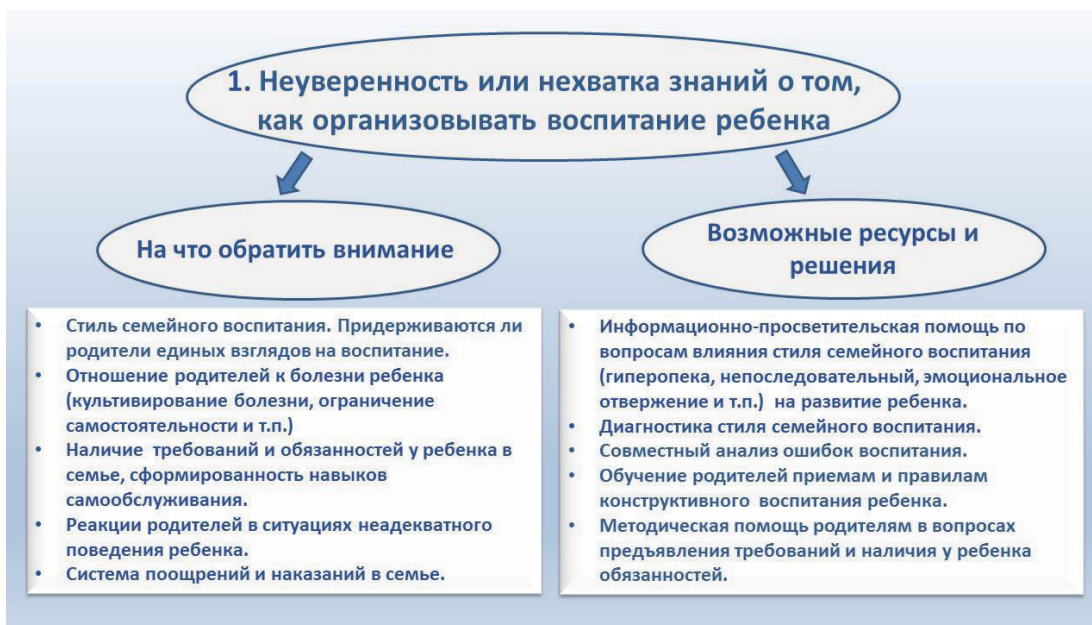 1. Неуверенность или нехватка знаний о том,
как организовывать воспитание ребенка
На что обратить внимание
Возможные ресурсы и
решения
• Стиль семейного воспитания. Придерживаются ли
родители единых взглядов на воспитание.
• Отношение родителей к болезни ребенка
(культивирование болезни, ограничение
самостоятельности и т.п.)
• Наличие требований и обязанностей у ребенка в
семье, сформированность навыков
самообслуживания.
• Реакции родителей в ситуациях неадекватного
поведения ребенка.
• Система поощрений и наказаний в семье.
• Информационно-просветительская помощь по
вопросам влияния стиля семейного воспитания
(гиперопека, непоследовательный, эмоциональное
отвержение и т.п.) на развитие ребенка.
• Диагностика стиля семейного воспитания.
• Совместный анализ ошибок воспитания.
• Обучение родителей приемам и правилам
конструктивного воспитания ребенка.
• Методическая помощь родителям в вопросах
предъявления требований и наличия у ребенка
обязанностей.